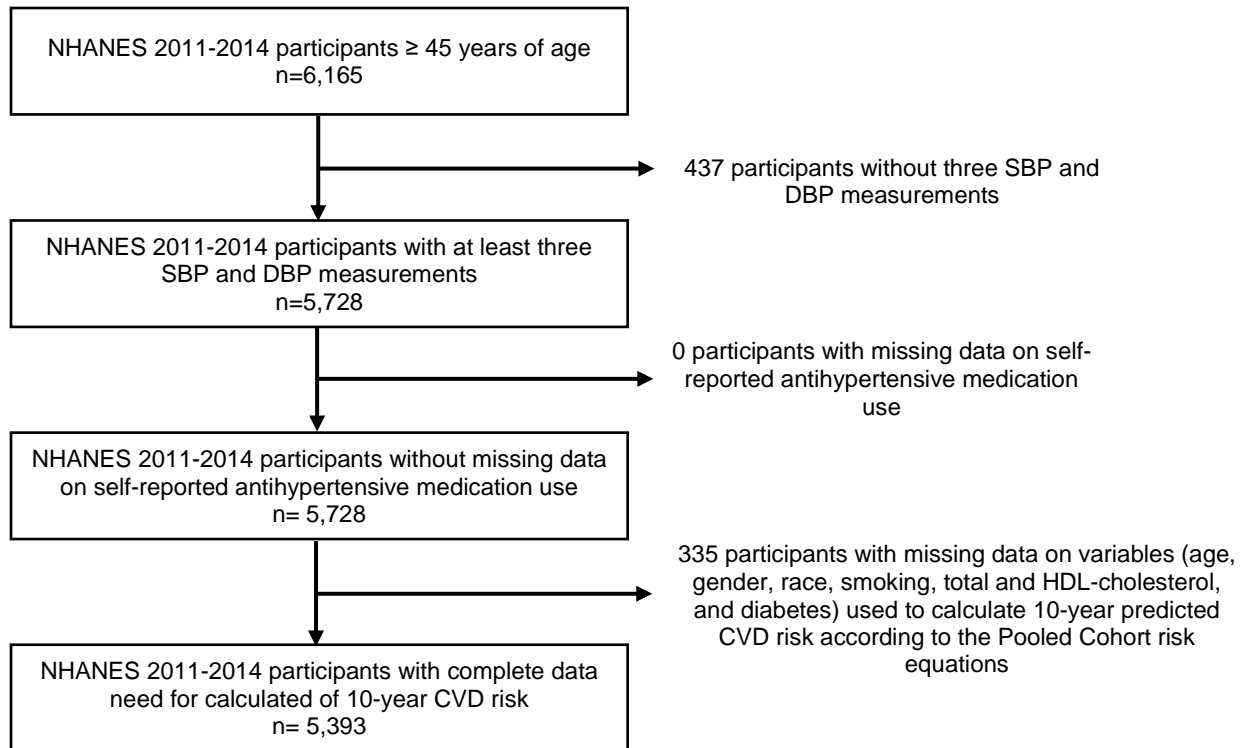 NHANES 2011-2014 participants ≥ 45 years of age
n=6,165
437 participants without three SBP and
DBP measurements
NHANES 2011-2014 participants with at least three
SBP and DBP measurements
n=5,728
0 participants with missing data on self-
reported antihypertensive medication
use
NHANES 2011-2014 participants without missing data
on self-reported antihypertensive medication use
n= 5,728
335 participants with missing data on variables (age,
gender, race, smoking, total and HDL-cholesterol,
and diabetes) used to calculate 10-year predicted
CVD risk according to the Pooled Cohort risk
equations
NHANES 2011-2014 participants with complete data
need for calculated of 10-year CVD risk
n= 5,393